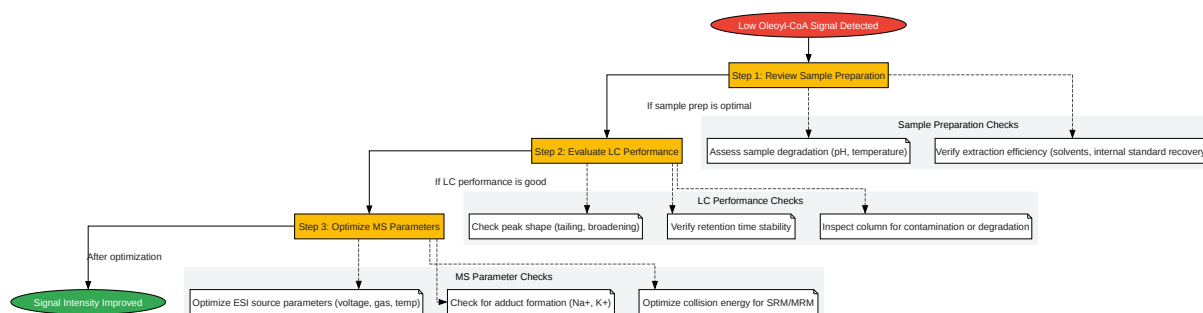 Low Oleoyl-CoA Signal Detected
Step 1: Review Sample Preparation
If sample prep is optimal
Sample Preparation Checks
Assess sample degradation (pH, temperature)
Verify extraction efficiency (solvents, internal standard recovery
Step 2: Evaluate LC Performance
If LC performance is good
LC Performance Checks
Check peak shape (tailing, broadening)
Verify retention time stability
Inspect column for contamination or degradation
Step 3: Optimize MS Parameters
After optimization
MS Parameter Checks
Signal Intensity Improved
Optimize ESI source parameters (voltage, gas, temp)
Check for adduct formation (Na+, K+)
Optimize collision energy for SRM/MRM